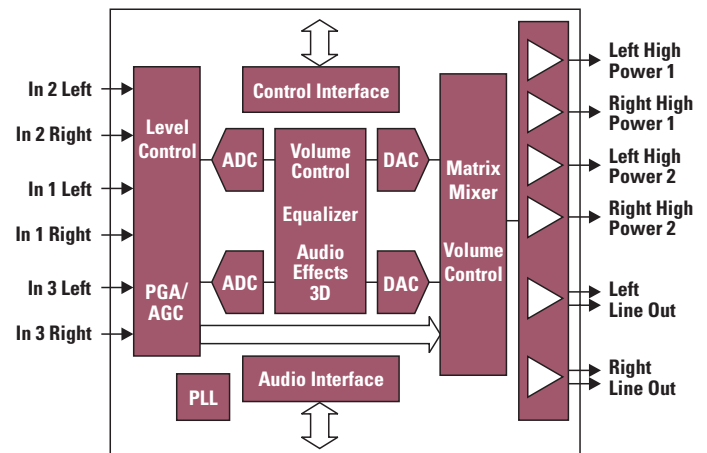 In 2 Left
In 2 Right
In 1 Left
In 1 Right
In 3 Left
In 3 Right
Level
Control
PGA/
AGC
Control Interface
ADC
ADC
Volume
Control
Equalizer
Audio
Effects
3D
DAC
DAC
Matrix
Mixer
Volume
Control
PLL
Audio Interface
Left High
Power 1
Right High
Power 1
Left High
Power 2
Right High
Power 2
Left
Line Out
Right
Line Out